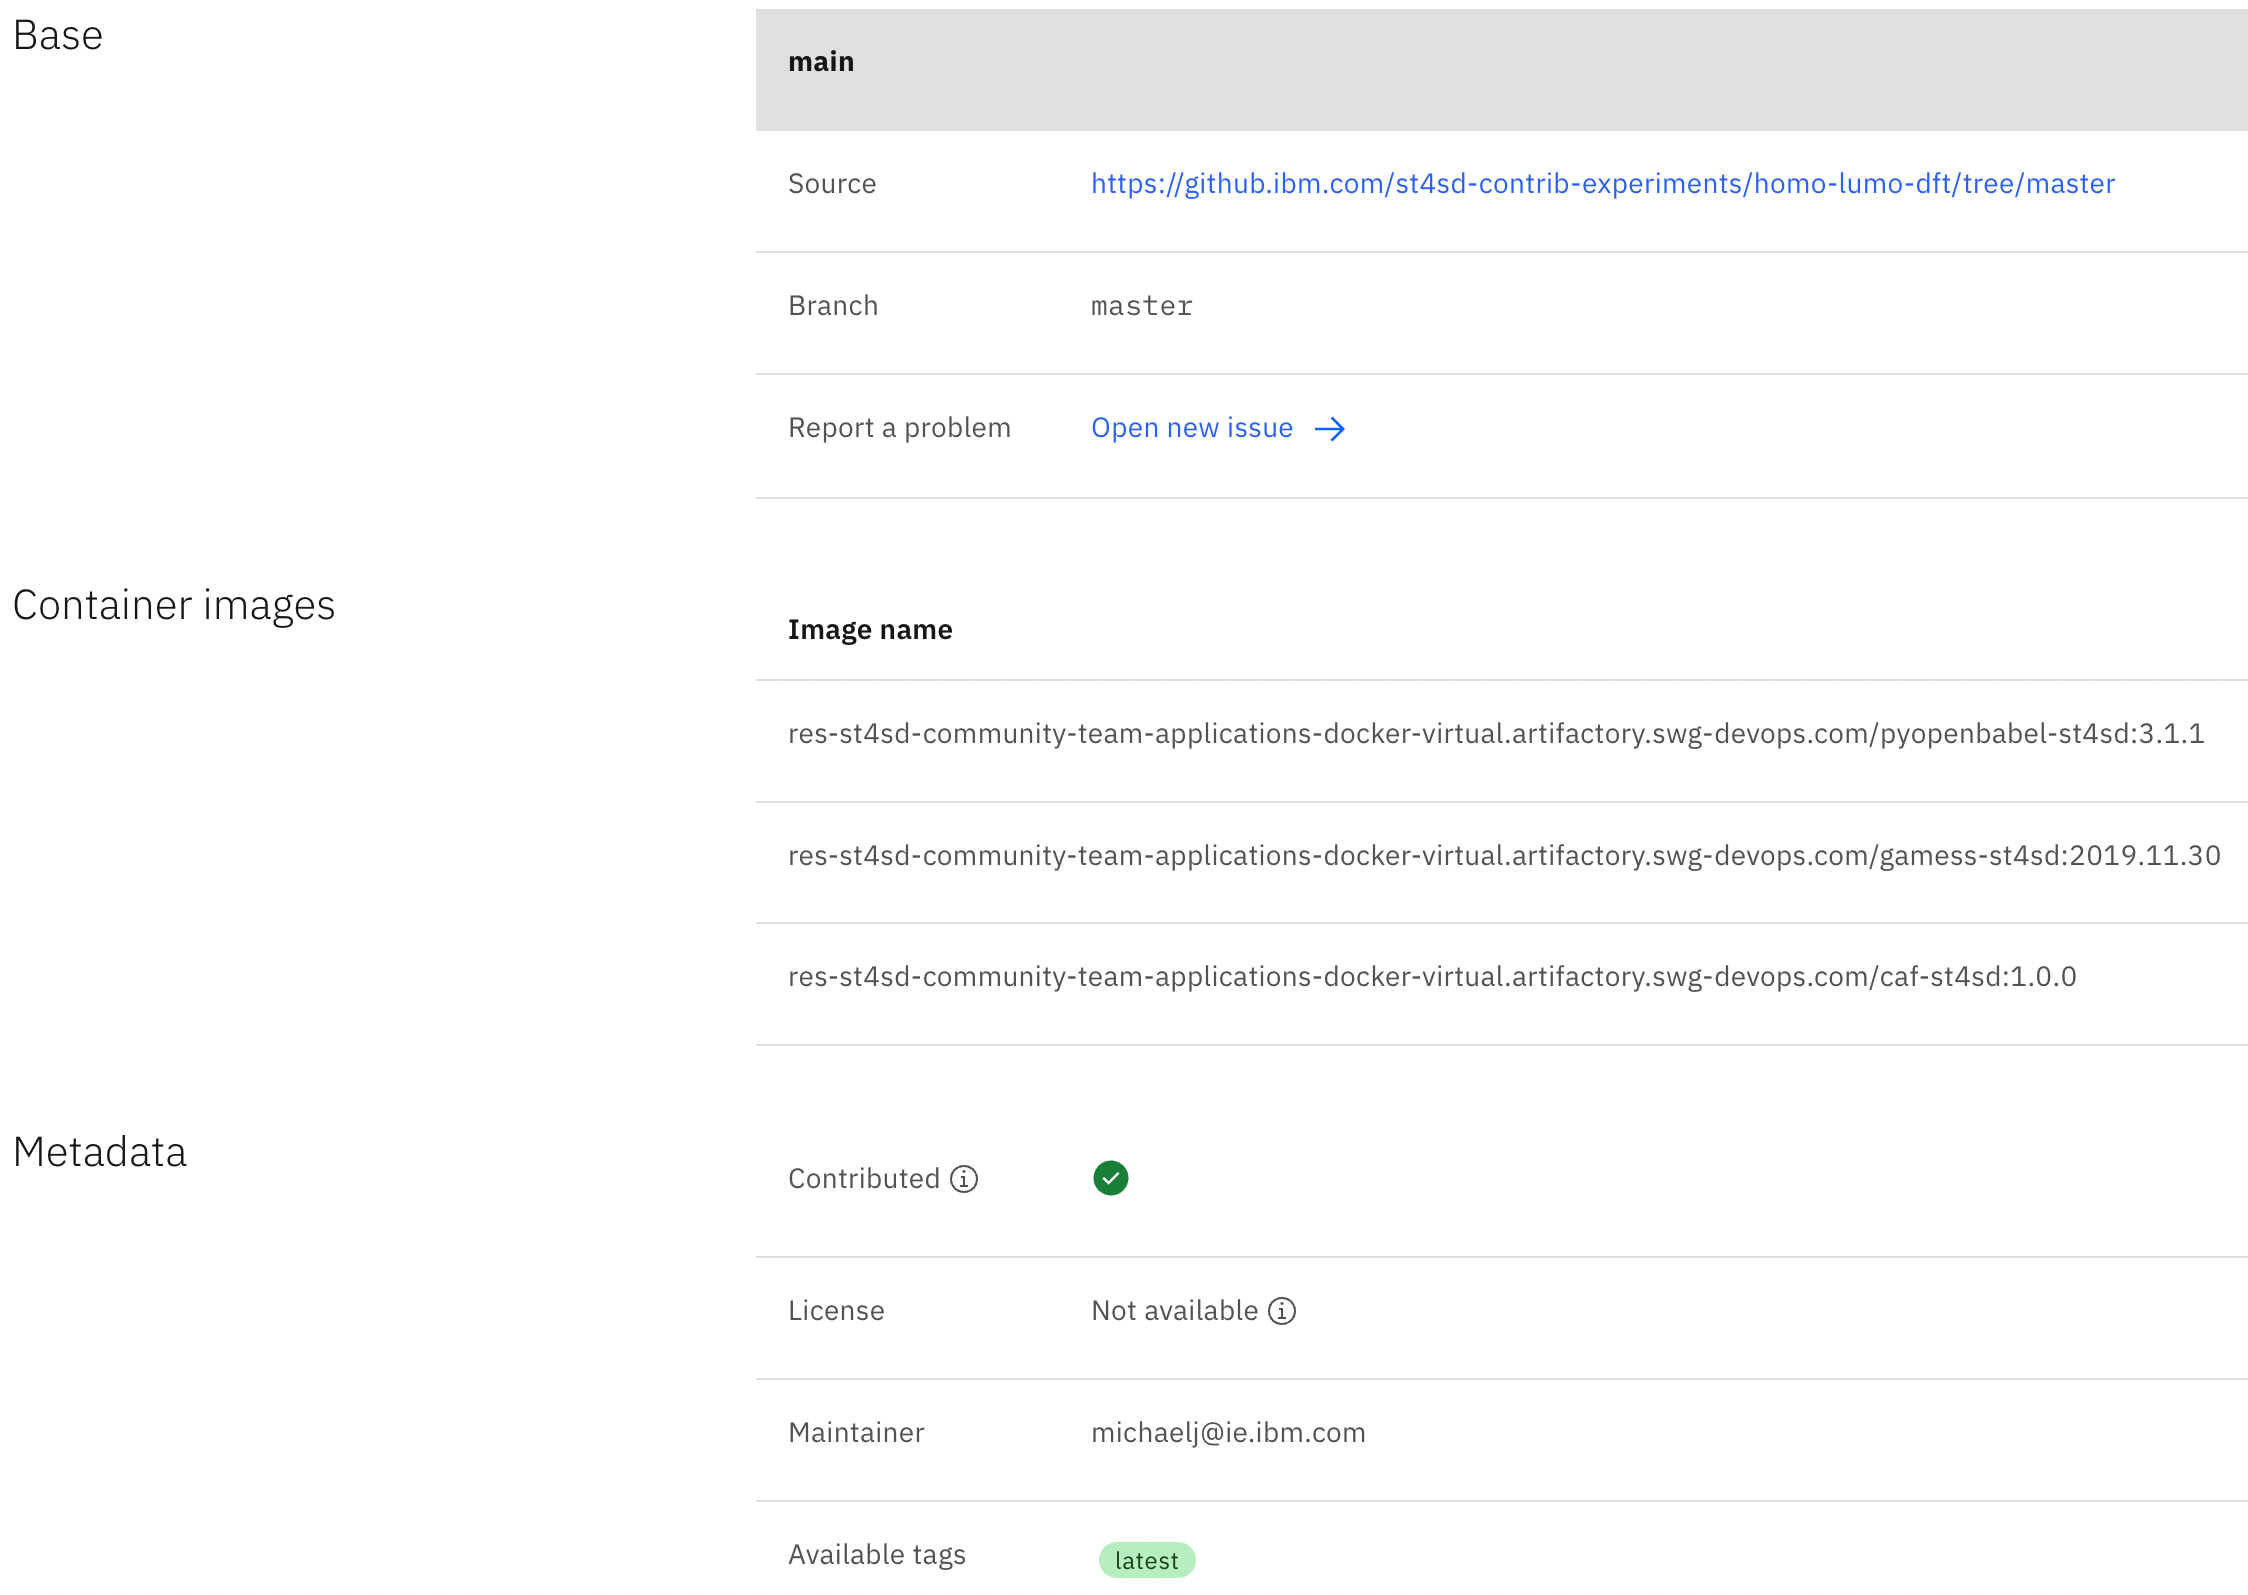 Base
main
Source https://github.ibm.com/st4sd-contrib-experiments/homo-lumo-dft/tree/master
Branch master
Report a problem Open new issue →
Container images
Image name
res-st4sd-community-team-applications-docker-virtual.artifactory.swg-devops.com/pyopenbabel-st4sd:3.1.1
res-st4sd-community-team-applications-docker-virtual.artifactory.swg-devops.com/gamess-st4sd:2019.11.30
res-st4sd-community-team-applications-docker-virtual.artifactory.swg-devops.com/caf-st4sd:1.0.0
Metadata
Contributed
License Not available
Maintainer michaelj@ie.ibm.com
Available tags latest